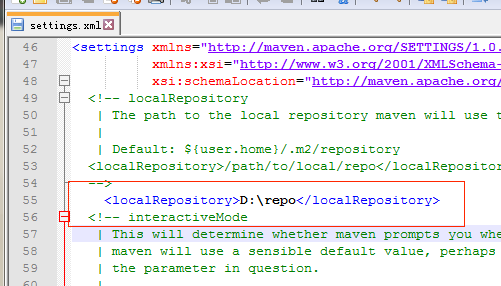 settings.xml
46 <settings xmlns="http://maven.apache.org/SETTINGS/1.0.
47 xmlns:xsi="http://www.w3.org/2001/XMLSchema-
48 xsi:schemaLocation="http://maven.apache.org/
49 <!-- localRepository
50 | The path to the local repository maven will use t
51 |
52 | Default: ${user.home}/.m2/repository
53 <localRepository>/path/to/local/repo</localRepositor
54 -->
55 <localRepository>D:\repo</localRepository>
56 <!-- interactiveMode
57 | This will determine whether maven prompts you whe
58 | maven will use a sensible default value, perhaps
59 | the parameter in question.
60 |